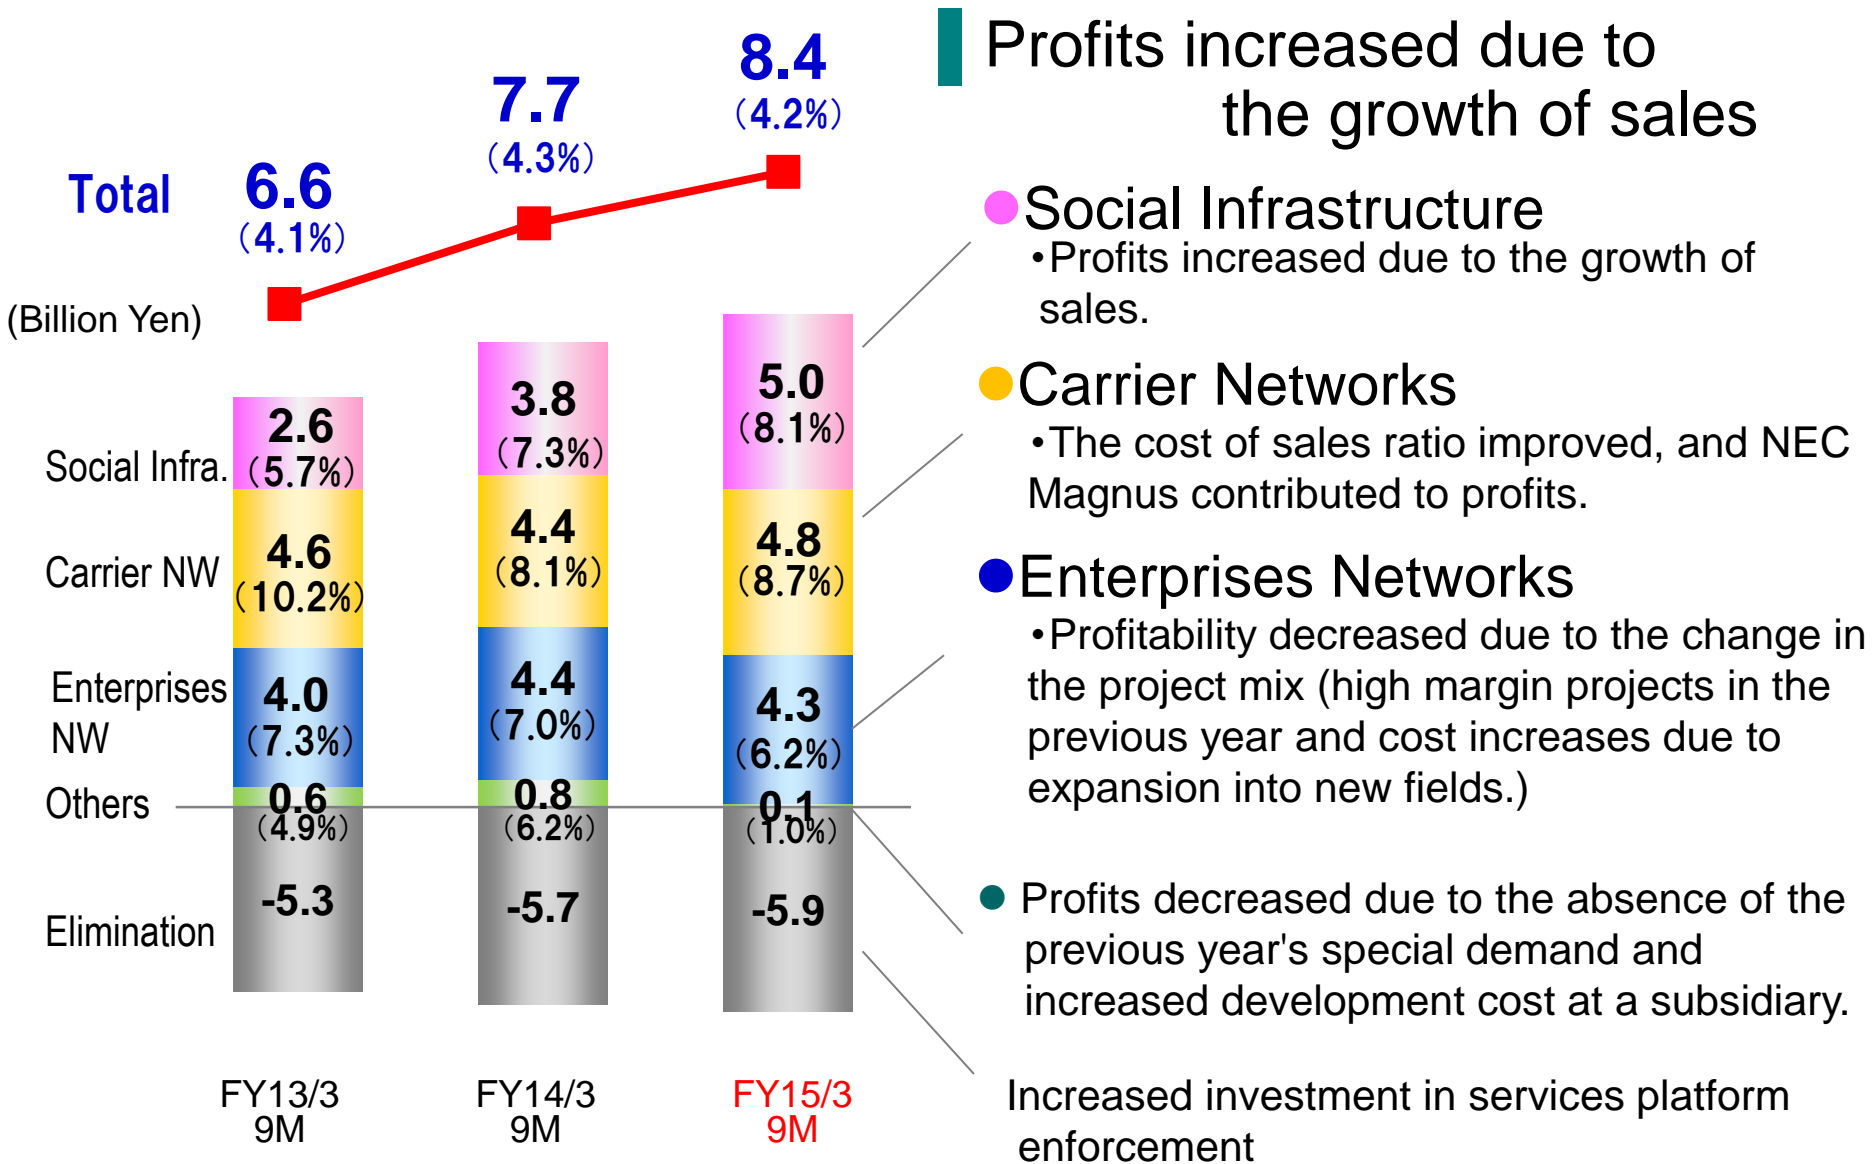 Profits increased due to
the growth of sales
Total
6.6
(4.1%)
7.7
(4.3%)
8.4
(4.2%)
(Billion Yen)
Social Infra.
2.6
(5.7%)
3.8
(7.3%)
5.0
(8.1%)
Carrier NW
4.6
(10.2%)
4.4
(8.1%)
4.8
(8.7%)
Enterprises
NW
4.0
(7.3%)
4.4
(7.0%)
4.3
(6.2%)
Others
0.6
(4.9%)
0.8
(6.2%)
0.1
(1.0%)
Elimination
-5.3
-5.7
-5.9
FY13/3
9M
FY14/3
9M
FY15/3
9M
●Social Infrastructure
•Profits increased due to the growth of
sales.
●Carrier Networks
•The cost of sales ratio improved, and NEC
Magnus contributed to profits.
●Enterprises Networks
•Profitability decreased due to the change in
the project mix (high margin projects in the
previous year and cost increases due to
expansion into new fields.)
● Profits decreased due to the absence of the
previous year's special demand and
increased development cost at a subsidiary.
Increased investment in services platform
enforcement